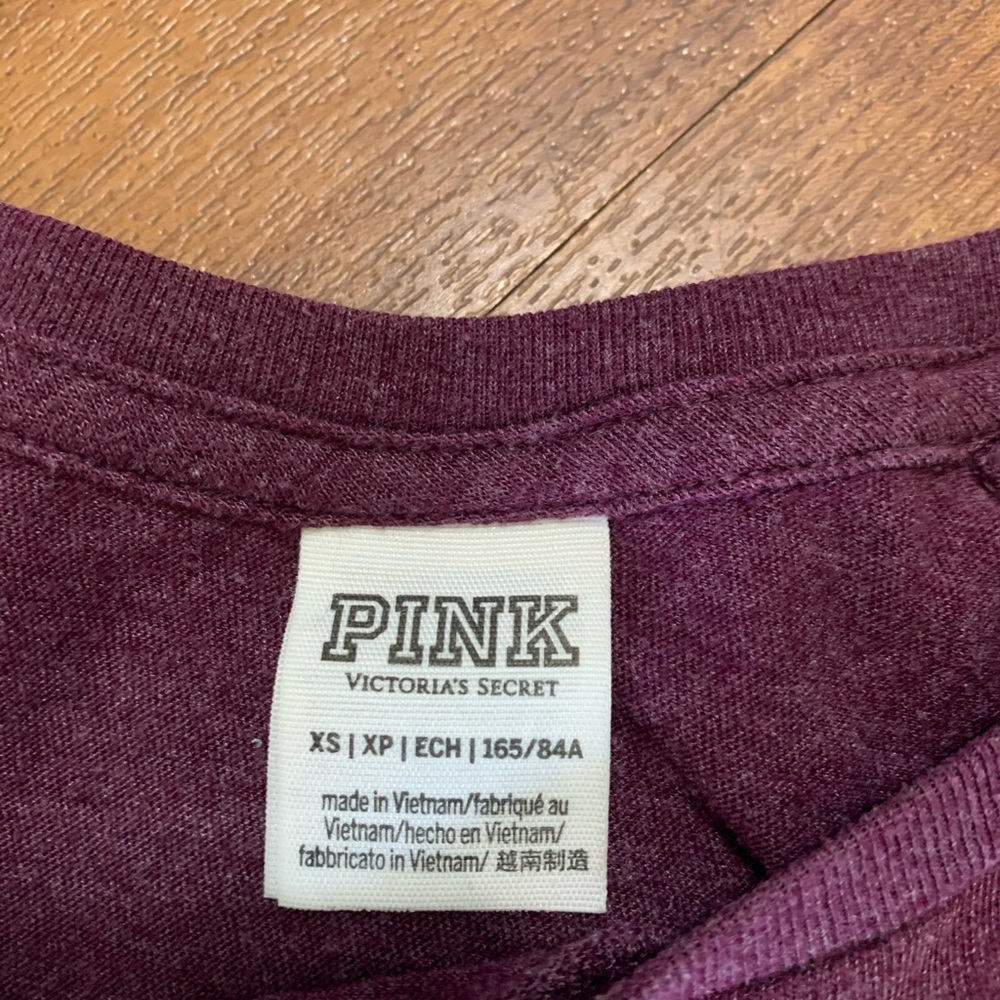 PINK
VICTORIA'S SECRET
XS | XP | ECH | 165/84A
made in Vietnam/fabriqué au
Vietnam/hecho en Vietnam/
fabbricato in Vietnam/ 越南制造